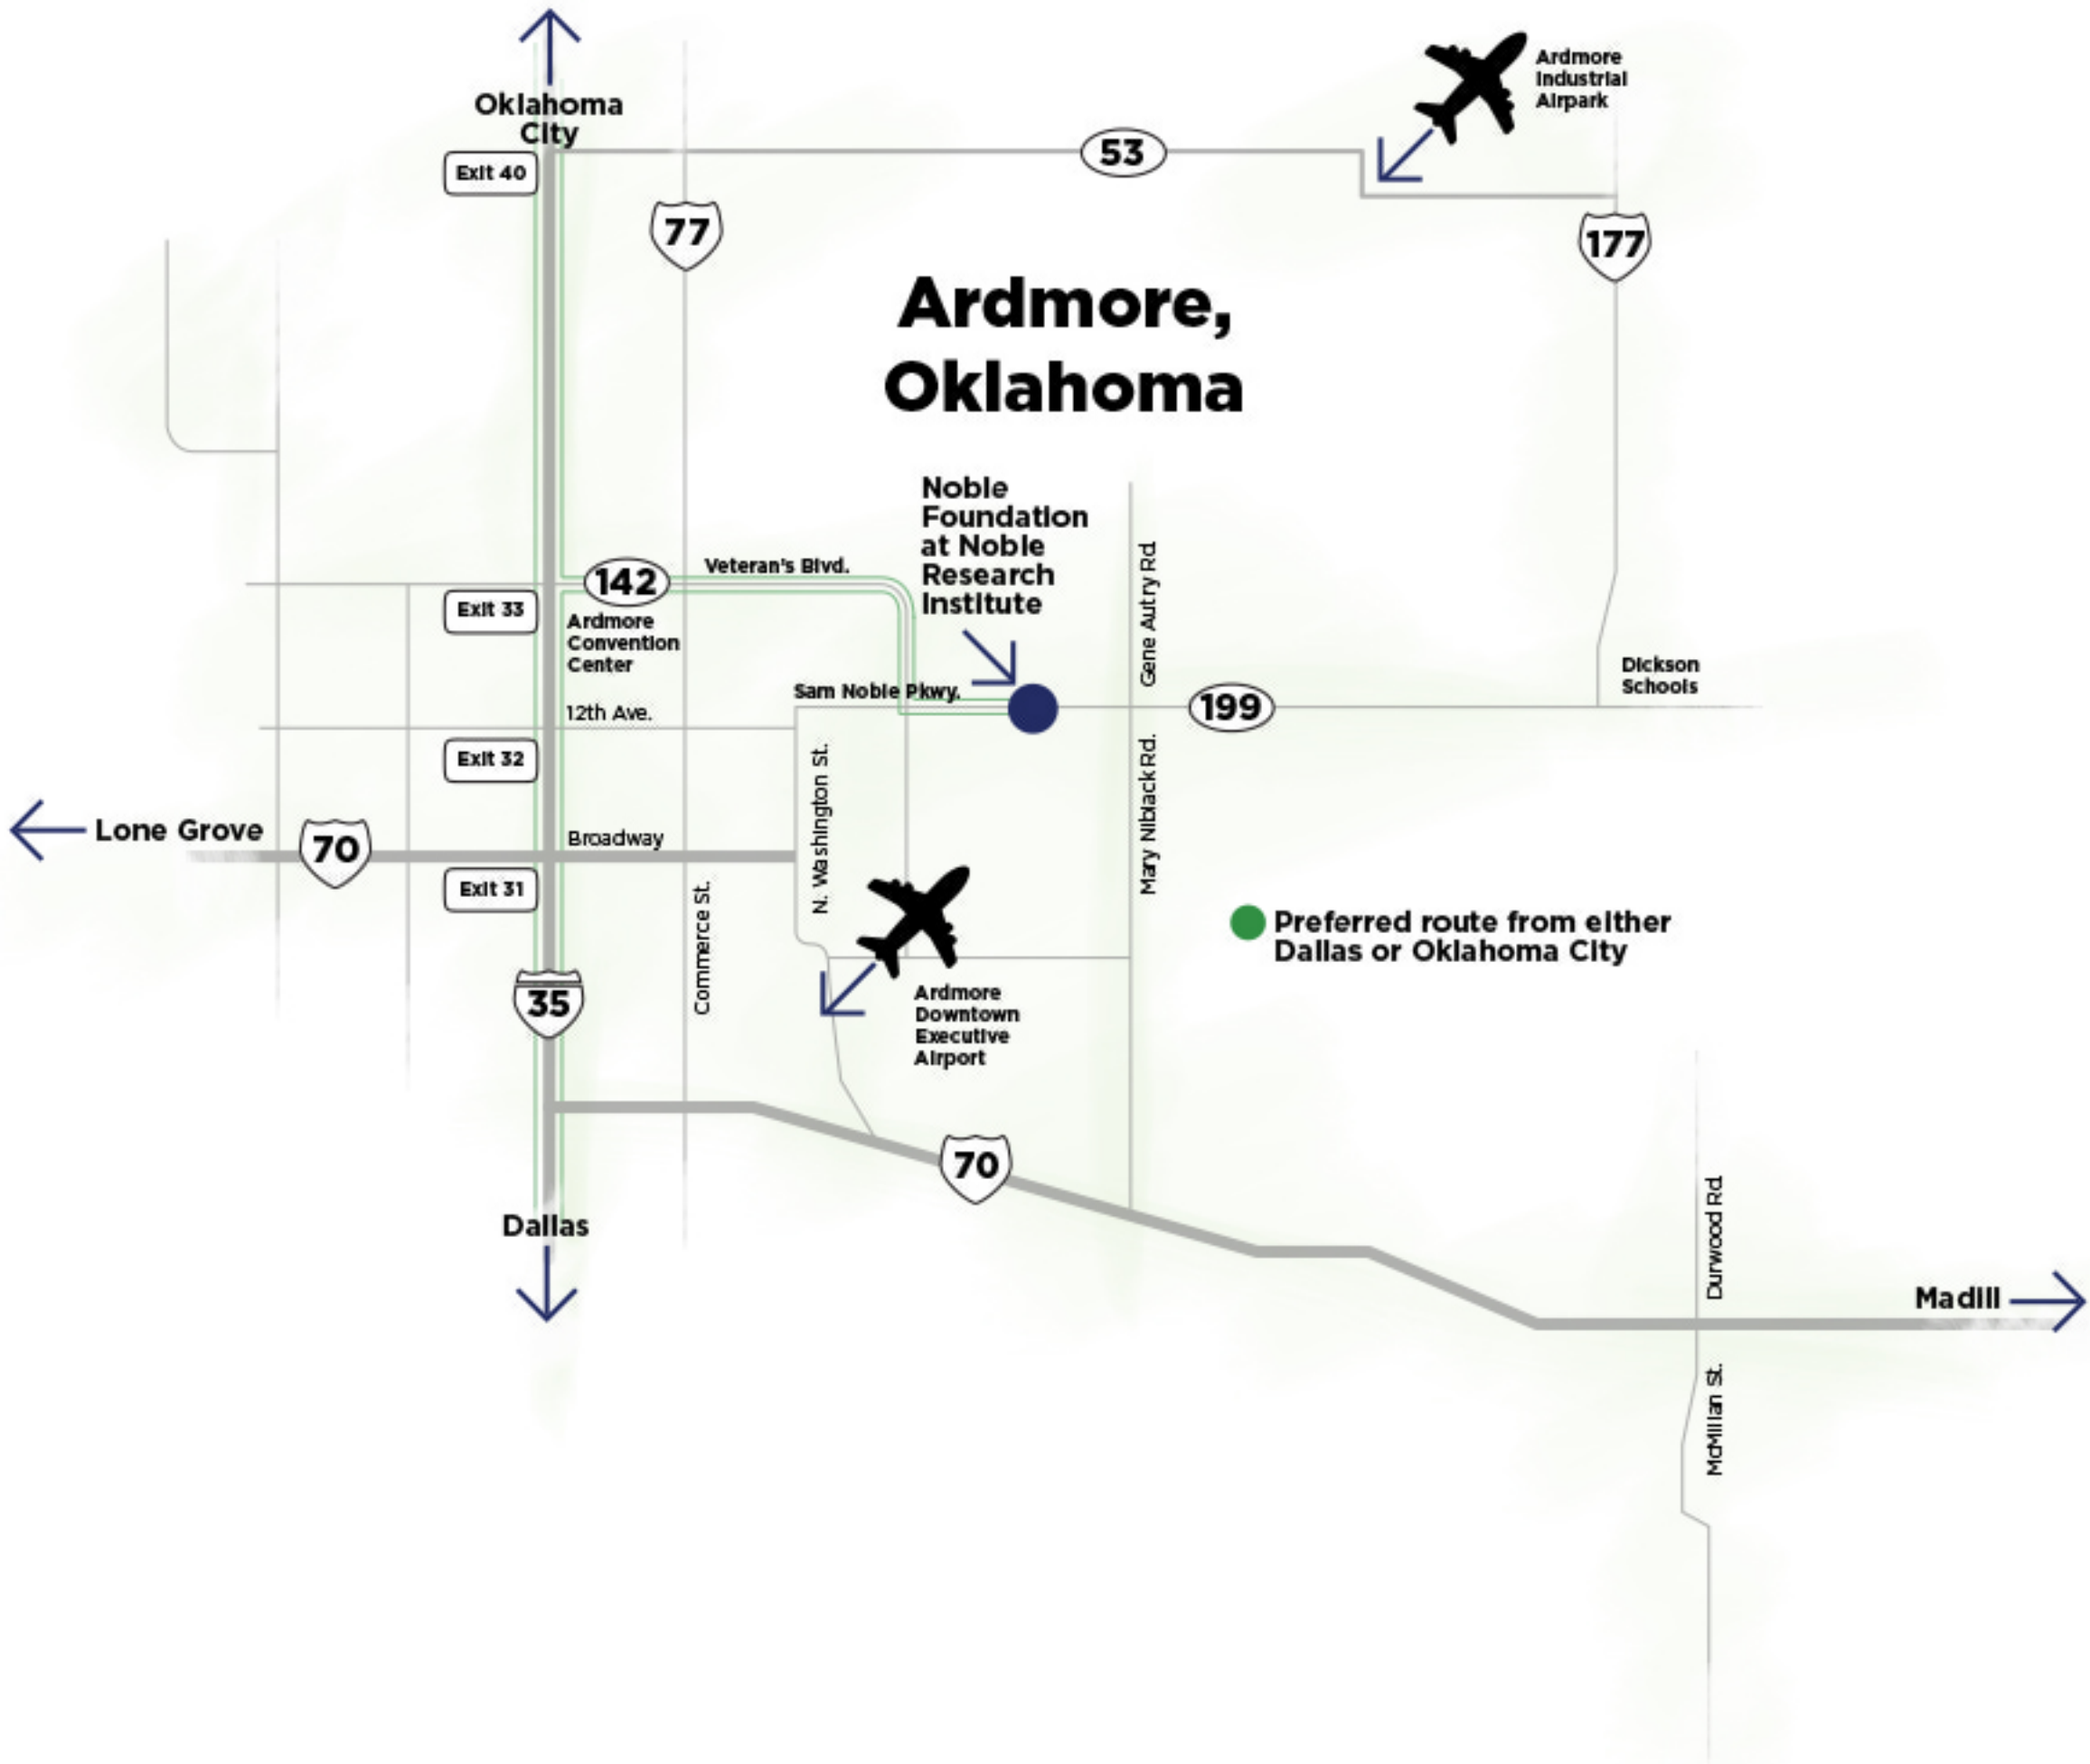 Oklahoma
City
Ardmore
Industrial
Airpark
53
Exit 40
77
177
Ardmore,
Oklahoma
Noble
Foundation
at Noble
Research
Institute
Veteran's Blvd.
142
Gene Autry Rd.
Exit 33
Ardmore
Convention
Center
Dickson
Schools
Sam Noble Pkwy.
199
12th Ave.
Exit 32
N. Washington St.
Mary Niblack Rd.
Lone Grove
70
Broadway
Exit 31
Commerce St.
Preferred route from either
Dallas or Oklahoma City
35
Ardmore
Downtown
Executive
Airport
70
Dallas
Durwood Rd.
Madill
McMillan St.